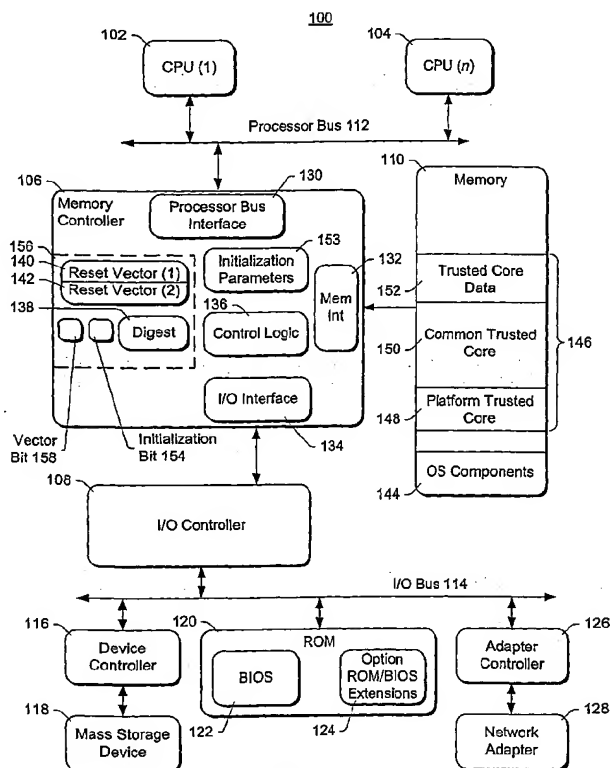 100
102
CPU (1)
104
CPU (n)
Processor Bus 112
106
Memory Controller
130
Processor Bus Interface
110
Memory
156
140
Reset Vector (1)
142
Reset Vector (2)
153
Initialization Parameters
132
Mem Int
138
Digest
136
Control Logic
I/O Interface
134
Vector Bit 158
Initialization Bit 154
Trusted Core Data
152
Common Trusted Core
150
146
Platform Trusted Core
148
OS Components
144
108
I/O Controller
I/O Bus 114
116
Device Controller
120
ROM
BIOS
122
Option ROM/BIOS Extensions
124
126
Adapter Controller
118
Mass Storage Device
128
Network Adapter